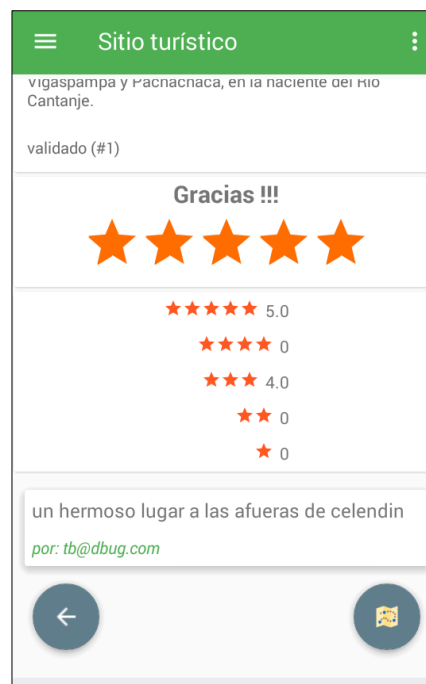 Sitio turístico
Vigaspampa y Pachachaca, en la naciente del Río
Cantanje.
validado (#1)
Gracias !!!
5.0
0
4.0
0
0
un hermoso lugar a las afueras de celendin
por: tb@dbug.com